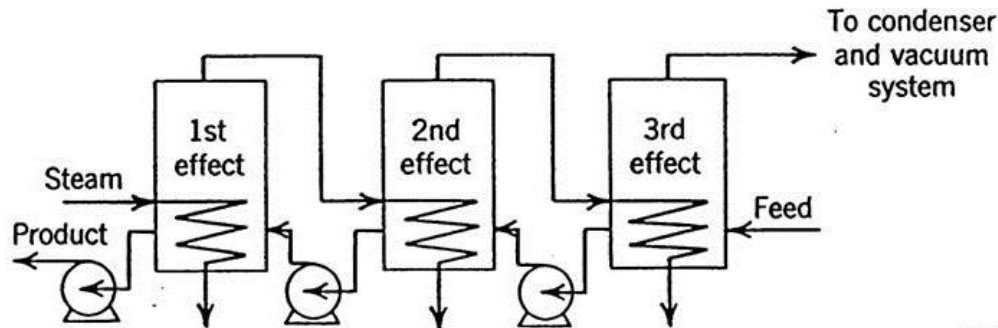 To condenser
and vacuum
system
1st
effect
2nd
effect
3rd
effect
Steam
Feed
Product